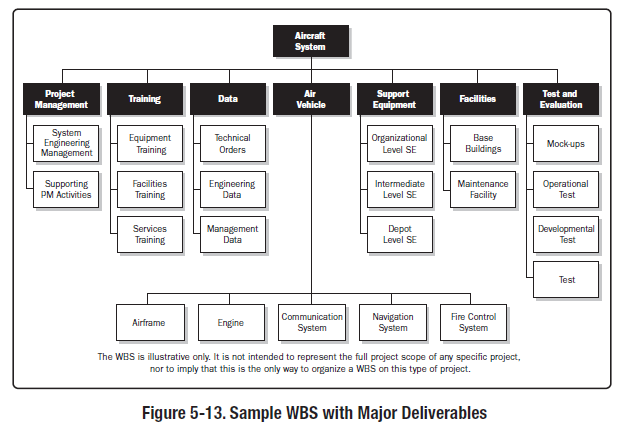 Aircraft
System
Project
Management
Training
Data
Air
Vehicle
Support
Equipment
Facilities
Test and
Evaluation
System
Engineering
Management
Equipment
Training
Technical
Orders
Organizational
Level SE
Base
Buildings
Mock-ups
Supporting
PM Activities
Facilities
Training
Engineering
Data
Intermediate
Level SE
Maintenance
Facility
Operational
Test
Services
Training
Management
Data
Depot
Level SE
Developmental
Test
Test
Airframe
Engine
Communication
System
Navigation
System
Fire Control
System
The WBS is illustrative only. It is not intended to represent the full project scope of any specific project,
nor to imply that this is the only way to organize a WBS on this type of project.
Figure 5-13. Sample WBS with Major Deliverables